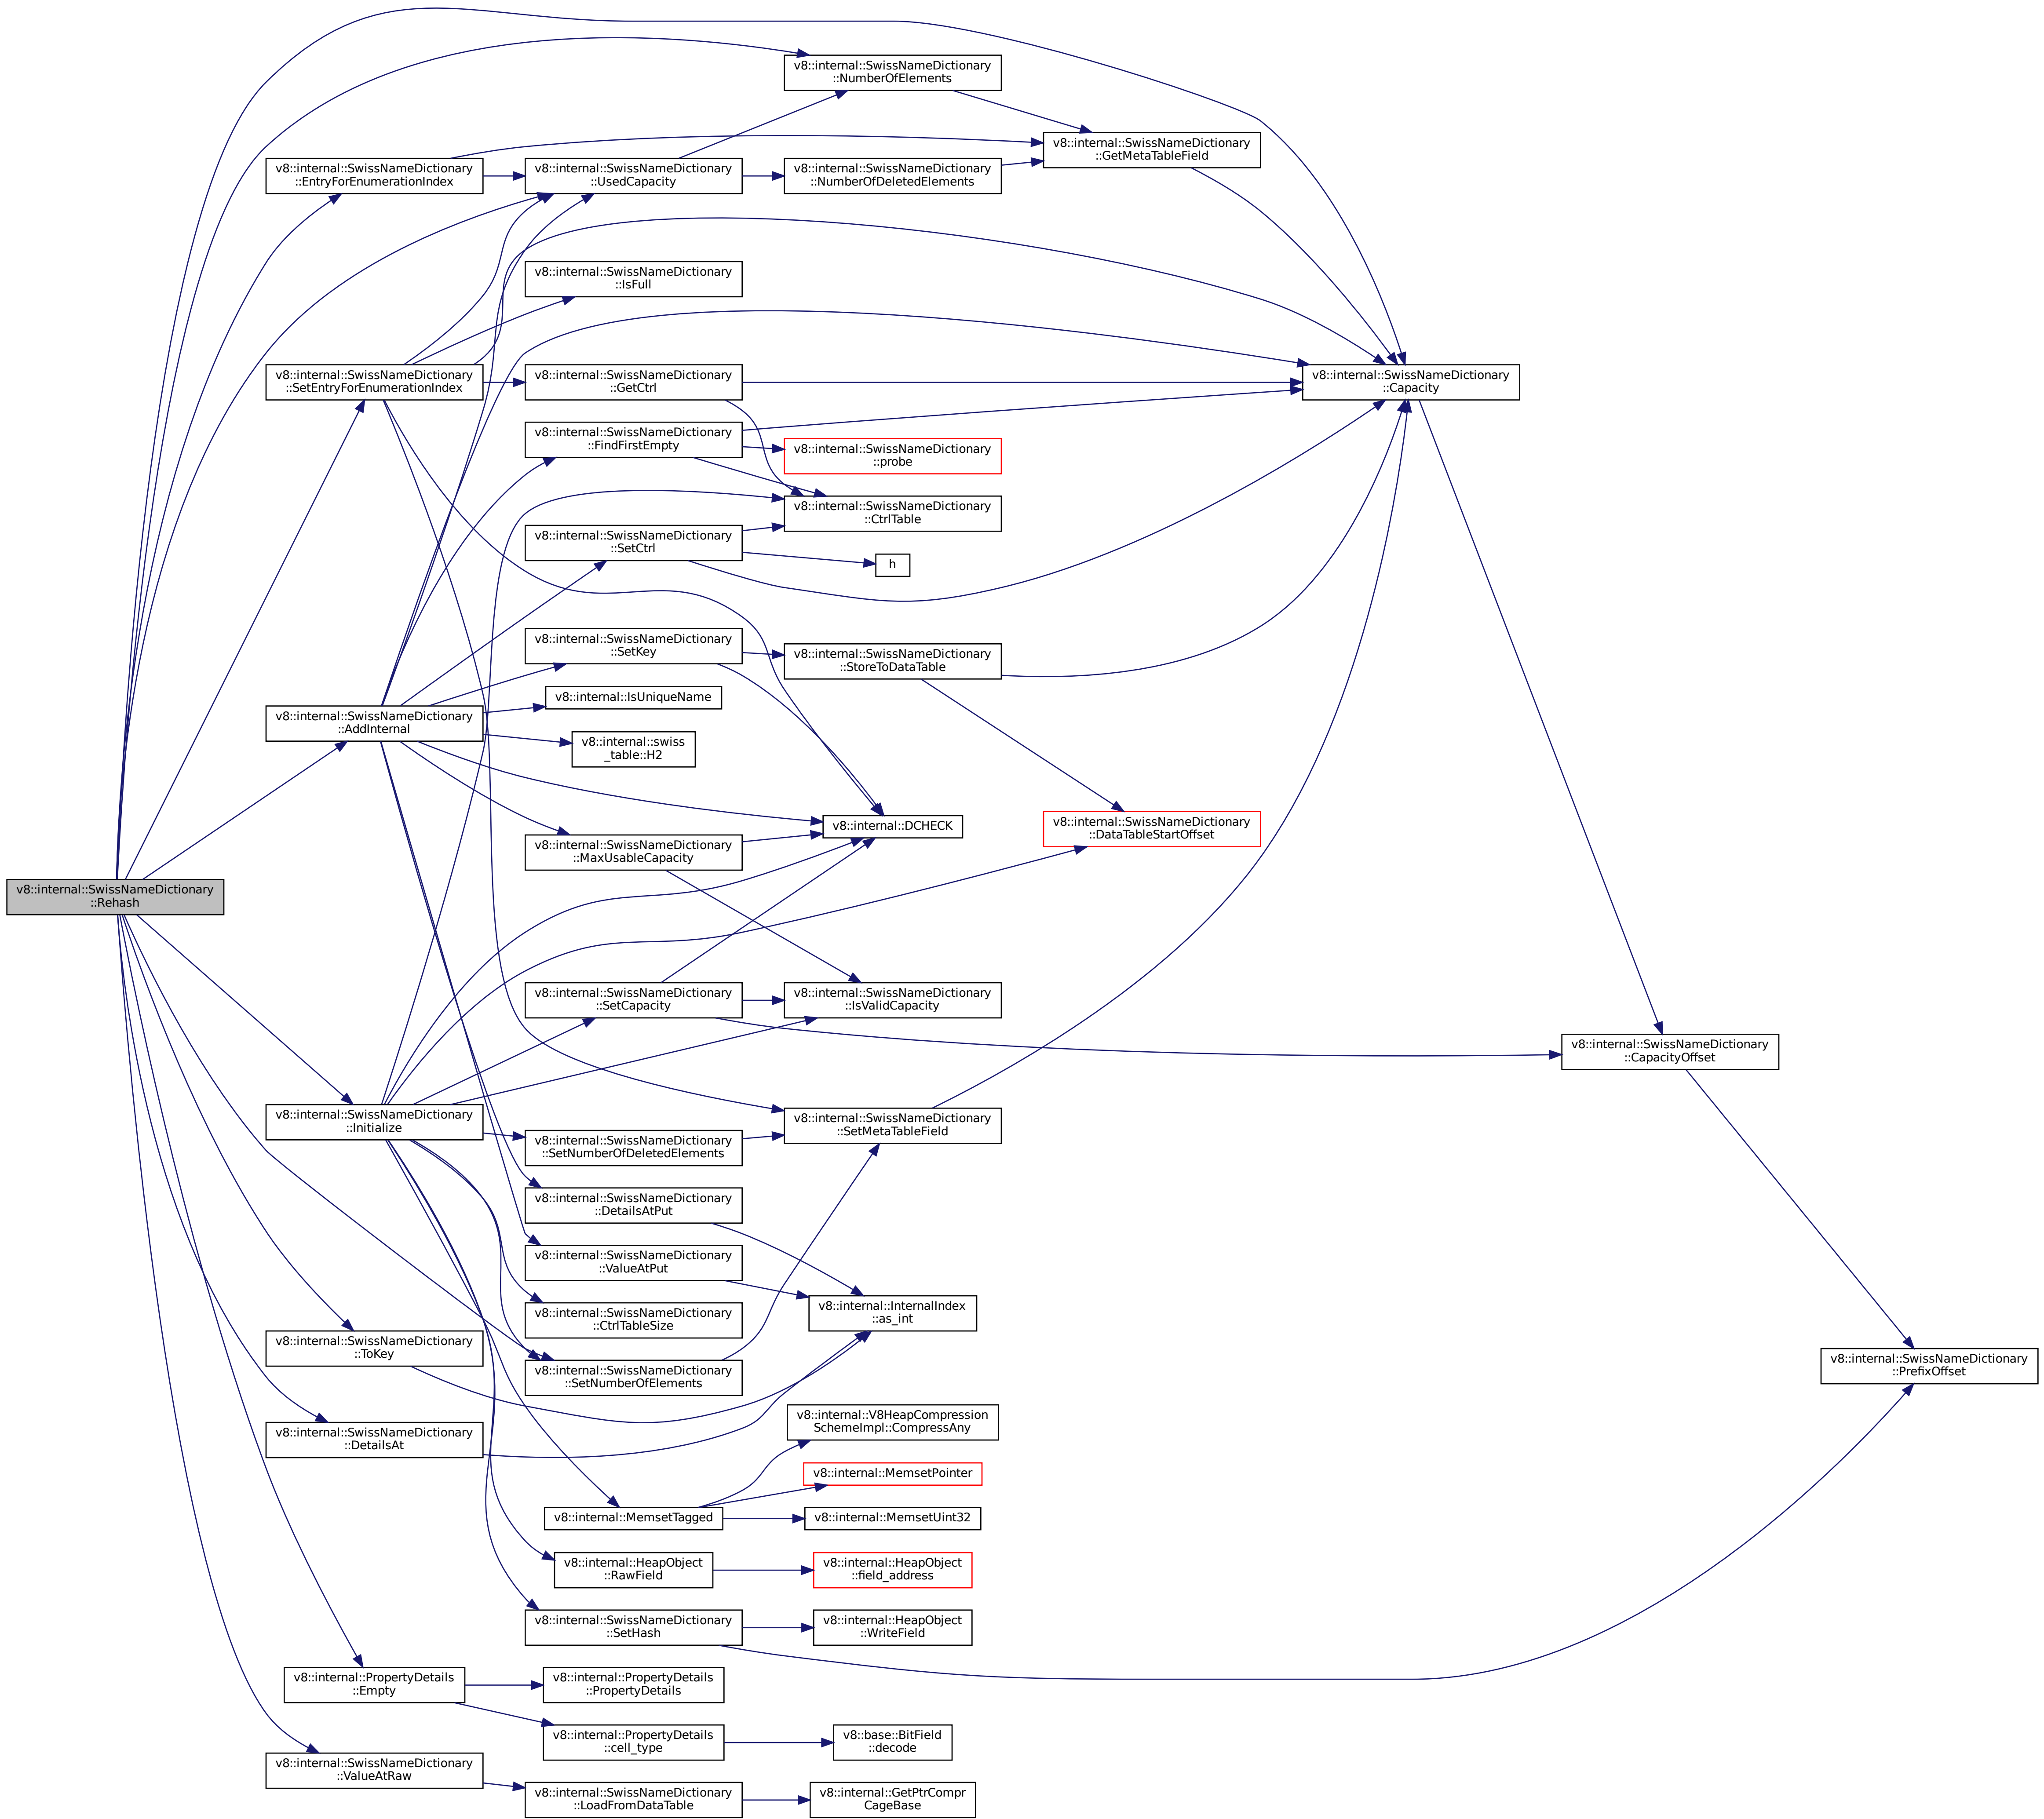 v8::internal::SwissNameDictionary
::Rehash
v8::internal::SwissNameDictionary
::EntryForEnumerationIndex
v8::internal::SwissNameDictionary
::SetEntryForEnumerationIndex
v8::internal::SwissNameDictionary
::AddInternal
v8::internal::SwissNameDictionary
::Initialize
v8::internal::SwissNameDictionary
::ToKey
v8::internal::SwissNameDictionary
::DetailsAt
v8::internal::PropertyDetails
::Empty
v8::internal::SwissNameDictionary
::ValueAtRaw
v8::internal::SwissNameDictionary
::UsedCapacity
v8::internal::SwissNameDictionary
::IsFull
v8::internal::SwissNameDictionary
::GetCtrl
v8::internal::SwissNameDictionary
::FindFirstEmpty
v8::internal::SwissNameDictionary
::SetCtrl
v8::internal::SwissNameDictionary
::SetKey
v8::internal::IsUniqueName
v8::internal::swiss
_table::H2
v8::internal::SwissNameDictionary
::MaxUsableCapacity
v8::internal::SwissNameDictionary
::SetCapacity
v8::internal::SwissNameDictionary
::SetNumberOfDeletedElements
v8::internal::SwissNameDictionary
::DetailsAtPut
v8::internal::SwissNameDictionary
::ValueAtPut
v8::internal::SwissNameDictionary
::CtrlTableSize
v8::internal::SwissNameDictionary
::SetNumberOfElements
v8::internal::MemsetTagged
v8::internal::HeapObject
::RawField
v8::internal::SwissNameDictionary
::SetHash
v8::internal::PropertyDetails
::PropertyDetails
v8::internal::PropertyDetails
::cell_type
v8::internal::SwissNameDictionary
::LoadFromDataTable
v8::internal::SwissNameDictionary
::NumberOfElements
v8::internal::SwissNameDictionary
::NumberOfDeletedElements
v8::internal::SwissNameDictionary
::probe
v8::internal::SwissNameDictionary
::CtrlTable
h
v8::internal::SwissNameDictionary
::StoreToDataTable
v8::internal::DCHECK
v8::internal::SwissNameDictionary
::IsValidCapacity
v8::internal::SwissNameDictionary
::SetMetaTableField
v8::internal::InternalIndex
::as_int
v8::internal::V8HeapCompression
SchemeImpl::CompressAny
v8::internal::MemsetPointer
v8::internal::MemsetUint32
v8::internal::HeapObject
::field_address
v8::internal::HeapObject
::WriteField
v8::base::BitField
::decode
v8::internal::GetPtrCompr
CageBase
v8::internal::SwissNameDictionary
::GetMetaTableField
v8::internal::SwissNameDictionary
::DataTableStartOffset
v8::internal::SwissNameDictionary
::Capacity
v8::internal::SwissNameDictionary
::CapacityOffset
v8::internal::SwissNameDictionary
::PrefixOffset